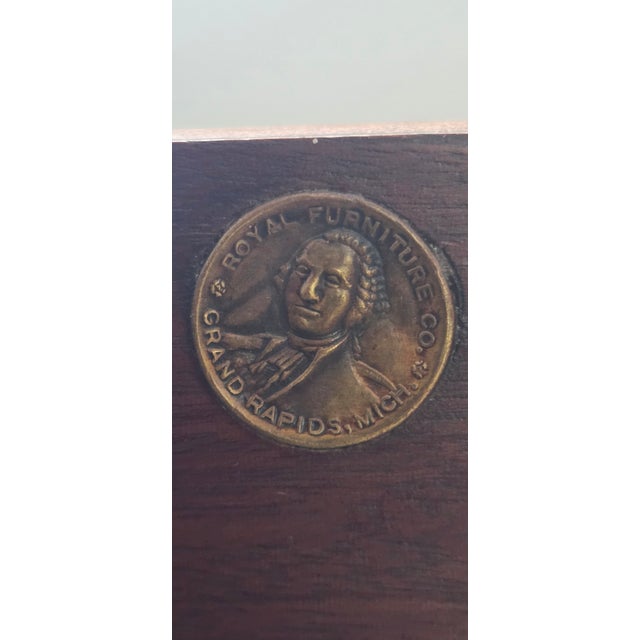 ROYAL FURNITURE CO.
GRAND RAPIDS, MICH.